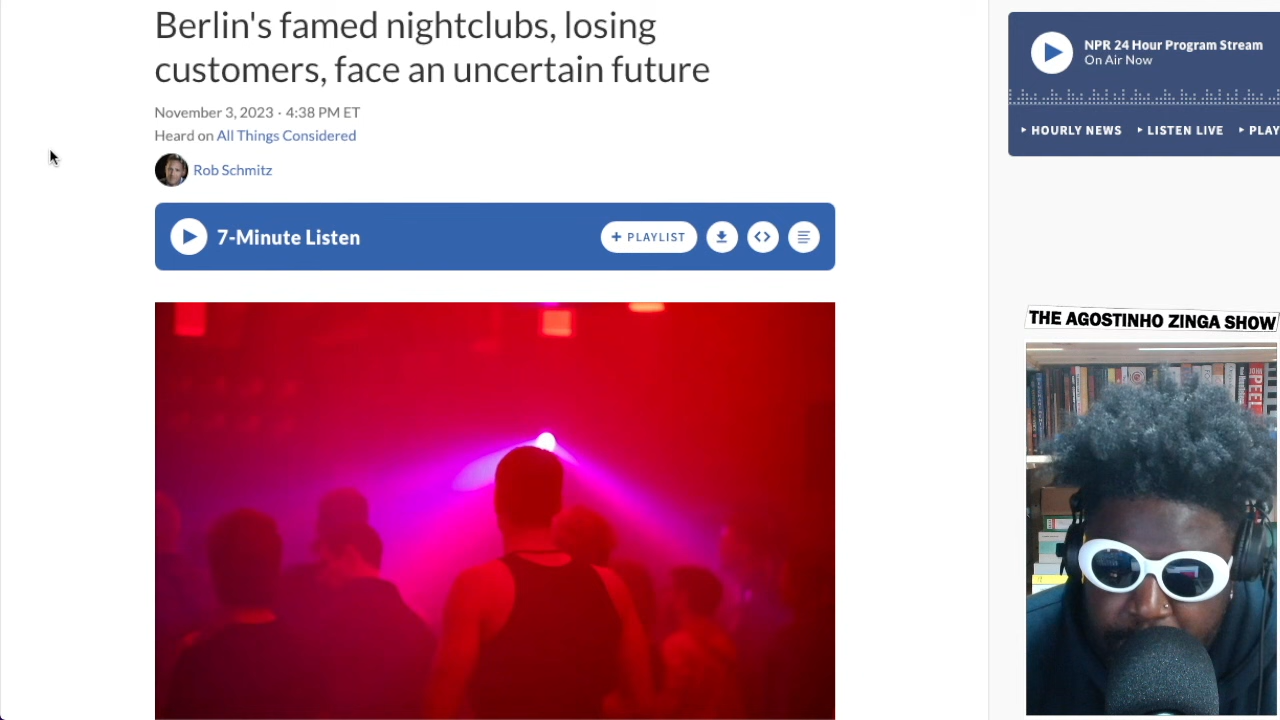 Berlin's famed nightclubs, losing
customers, face an uncertain future
November 3, 2023 · 4:38 PM ET
Heard on All Things Considered
Rob Schmitz
7-Minute Listen
+ PLAYLIST
NPR 24 Hour Program Stream
On Air Now
HOURLY NEWS
LISTEN LIVE
PLAY
THE AGOSTINHO ZINGA SHOW
JOHN
PEEL